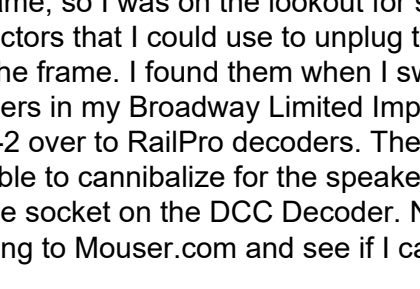 ame, so I was on the lookout for s
ctors that I could use to unplug t
he frame. I found them when I sw
ers in my Broadway Limited Imp
-2 over to RailPro decoders. The
ble to cannibalize for the speake
e socket on the DCC Decoder. N
ng to Mouser.com and see if I ca